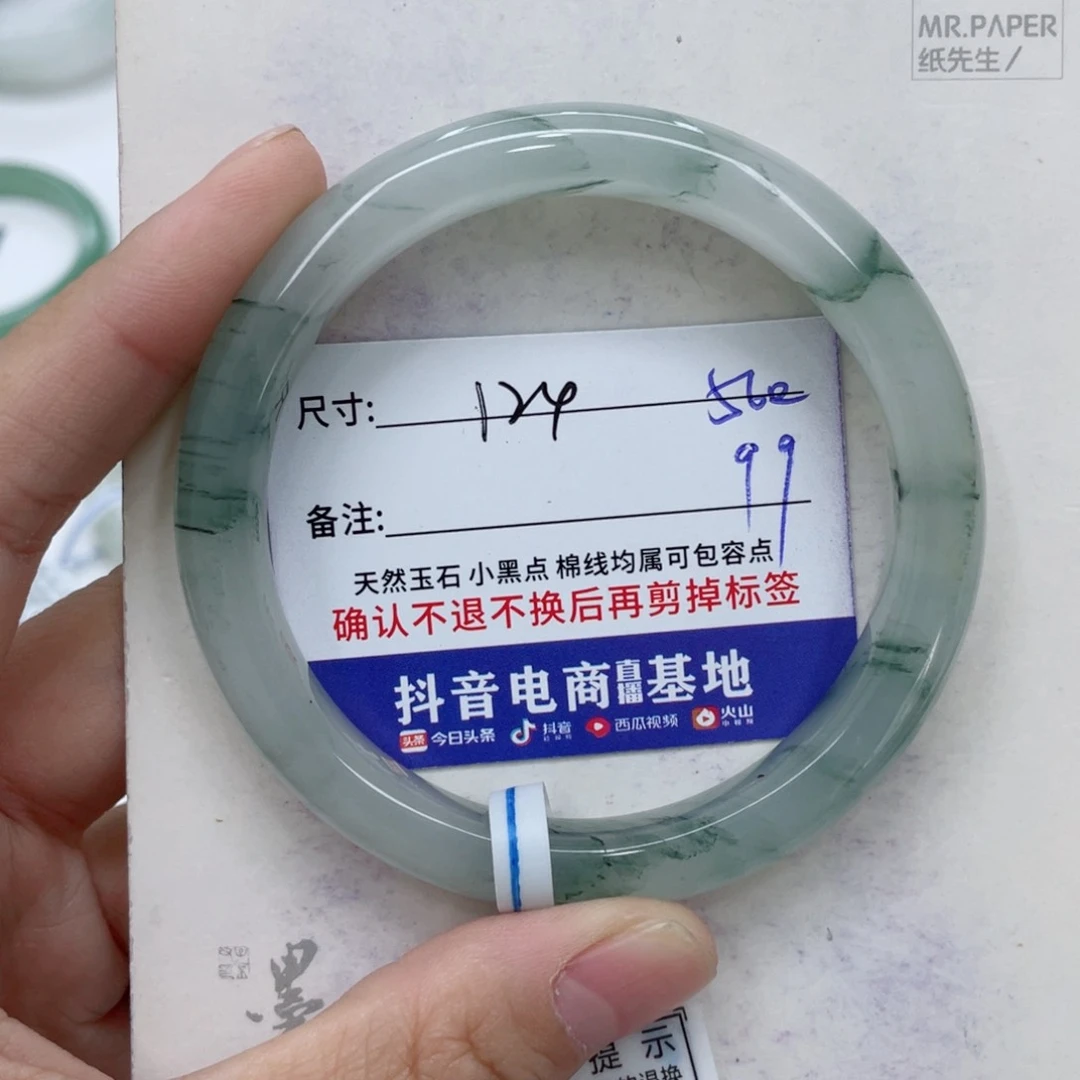 MR.PAPER
纸先生/
尺寸: 124
99
备注:
天然玉石 小黑点 棉线均属可包容点
确认不退不换后再剪掉标签
抖音电商直播基地
头条 今日头条 抖音 西瓜视频 火山
墨
提示